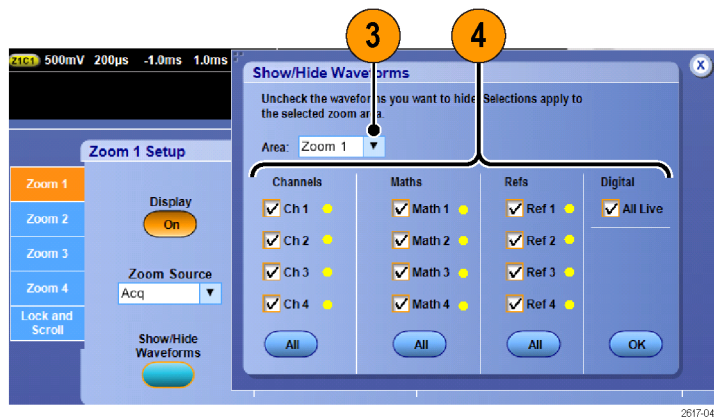 3
4
Z1C1 500mV 200µs -1.0ms 1.0ms
Show/Hide Waveforms
Uncheck the waveforms you want to hide. Selections apply to
the selected zoom area.
Area: Zoom 1
Zoom 1 Setup
Zoom 1
Zoom 2
Zoom 3
Zoom 4
Lock and
Scroll
Display
On
Zoom Source
Acq
Show/Hide
Waveforms
Channels Maths Refs Digital
Ch 1 Math 1 Ref 1 All Live
Ch 2 Math 2 Ref 2
Ch 3 Math 3 Ref 3
Ch 4 Math 4 Ref 4
All All All OK
X
2617-04